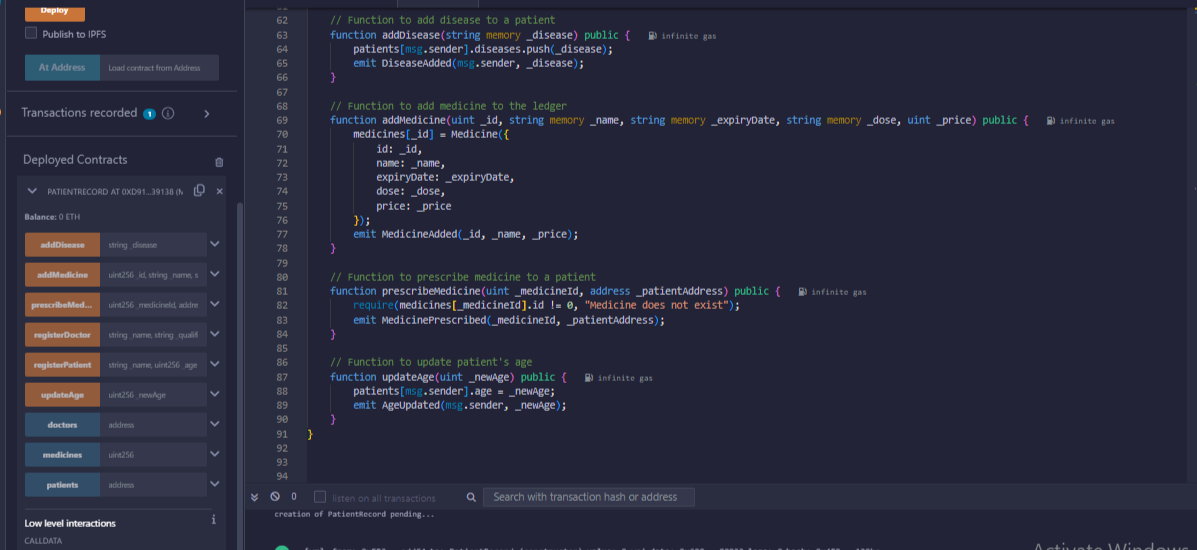 Deploy
Publish to IPFS
At Address Load contract from Address
Transactions recorded 1 i
Deployed Contracts
PATIENTRECORD AT 0XD91...39138 (M
Balance: 0 ETH
addDisease string _disease
addMedicine uint256 _id, string _name, s
prescribeMed... uint256 _medicineId, addre
registerDoctor string _name, string _qualif
registerPatient string _name, uint256 _age
updateAge uint256 _newAge
doctors address
medicines uint256
patients address
Low level interactions i
CALLDATA
62 // Function to add disease to a patient
63 function addDisease(string memory _disease) public { infinite gas
64 patients[msg.sender].diseases.push(_disease);
65 emit DiseaseAdded(msg.sender, _disease);
66 }
67
68 // Function to add medicine to the ledger
69 function addMedicine(uint _id, string memory _name, string memory _expiryDate, string memory _dose, uint _price) public { infinite gas
70 medicines[_id] = Medicine({
71 id: _id,
72 name: _name,
73 expiryDate: _expiryDate,
74 dose: _dose,
75 price: _price
76 });
77 emit MedicineAdded(_id, _name, _price);
78 }
79
80 // Function to prescribe medicine to a patient
81 function prescribeMedicine(uint _medicineId, address _patientAddress) public { infinite gas
82 require(medicines[_medicineId].id != 0, "Medicine does not exist");
83 emit MedicinePrescribed(_medicineId, _patientAddress);
84 }
85
86 // Function to update patient's age
87 function updateAge(uint _newAge) public { infinite gas
88 patients[msg.sender].age = _newAge;
89 emit AgeUpdated(msg.sender, _newAge);
90 }
91 }
92
93
94
0 listen on all transactions Search with transaction hash or address
creation of PatientRecord pending...
Activate Windows